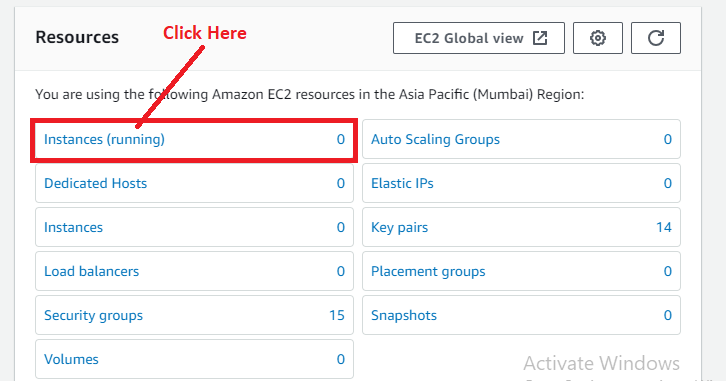 Resources
Click Here
EC2 Global view
You are using the following Amazon EC2 resources in the Asia Pacific (Mumbai) Region:
Instances (running) 0
Auto Scaling Groups 0
Dedicated Hosts 0
Elastic IPs 0
Instances 0
Key pairs 14
Load balancers 0
Placement groups 0
Security groups 15
Snapshots 0
Volumes 0
Activate Windows